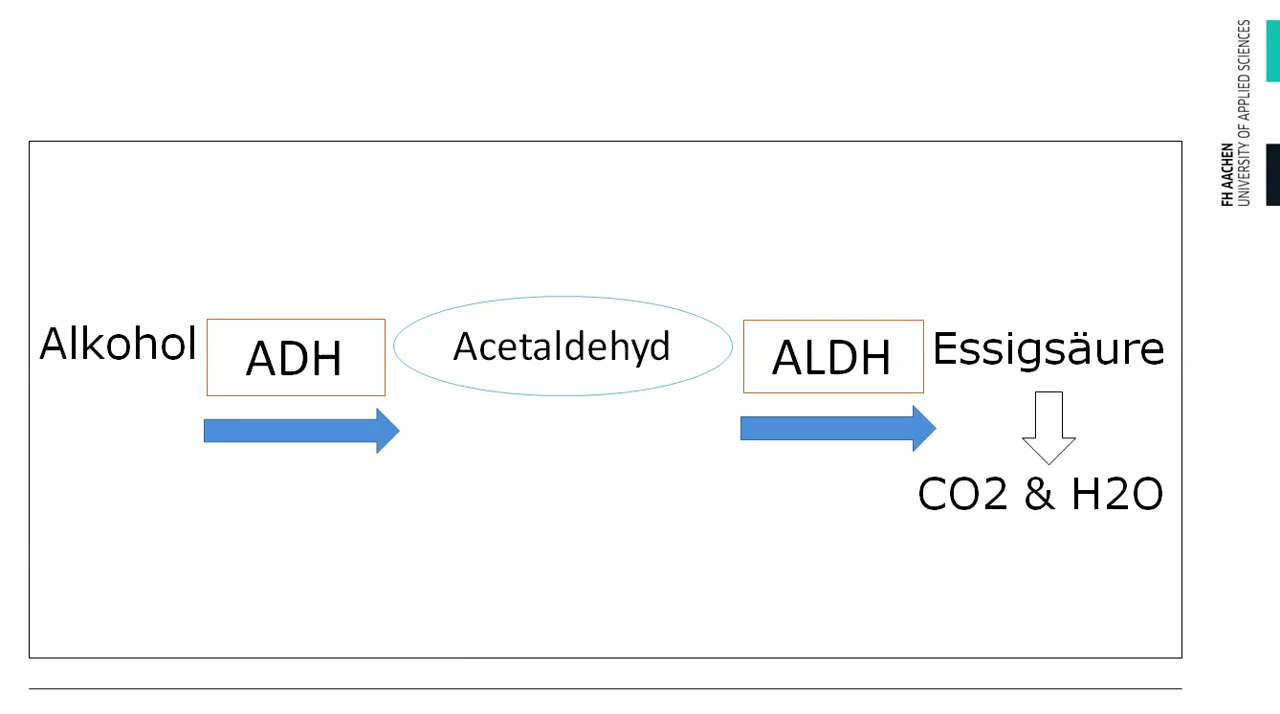 FH AACHEN
UNIVERSITY OF APPLIED SCIENCES
Alkohol ADH Acetaldehyd ALDH Essigsäure
CO2 & H2O